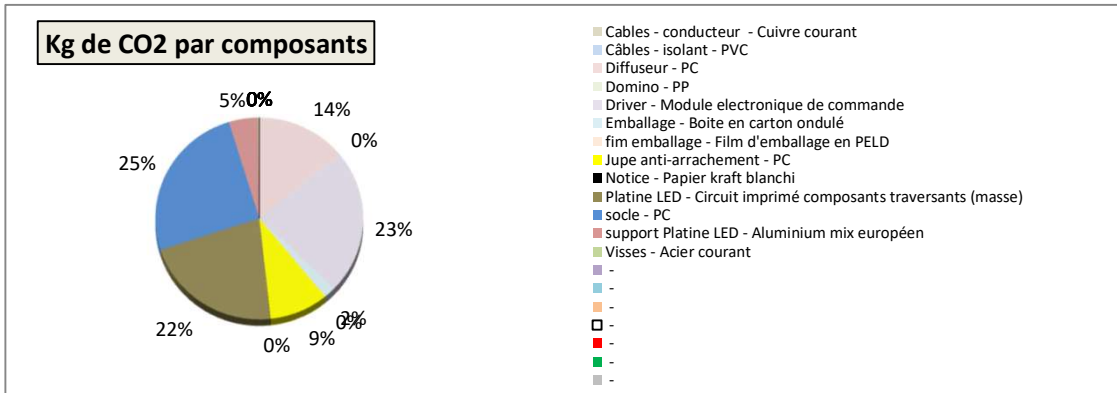 Kg de CO2 par composants
5%
0%
14%
0%
25%
23%
2%
0%
22%
9%
0%
Cables - conducteur - Cuivre courant
Câbles - isolant - PVC
Diffuseur - PC
Domino - PP
Driver - Module electronique de commande
Emballage - Boite en carton ondulé
fim emballage - Film d'emballage en PELD
Jupe anti-arrachement - PC
Notice - Papier kraft blanchi
Platine LED - Circuit imprimé composants traversants (masse)
socle - PC
support Platine LED - Aluminium mix européen
Visses - Acier courant
-
-
-
-
-
-
-